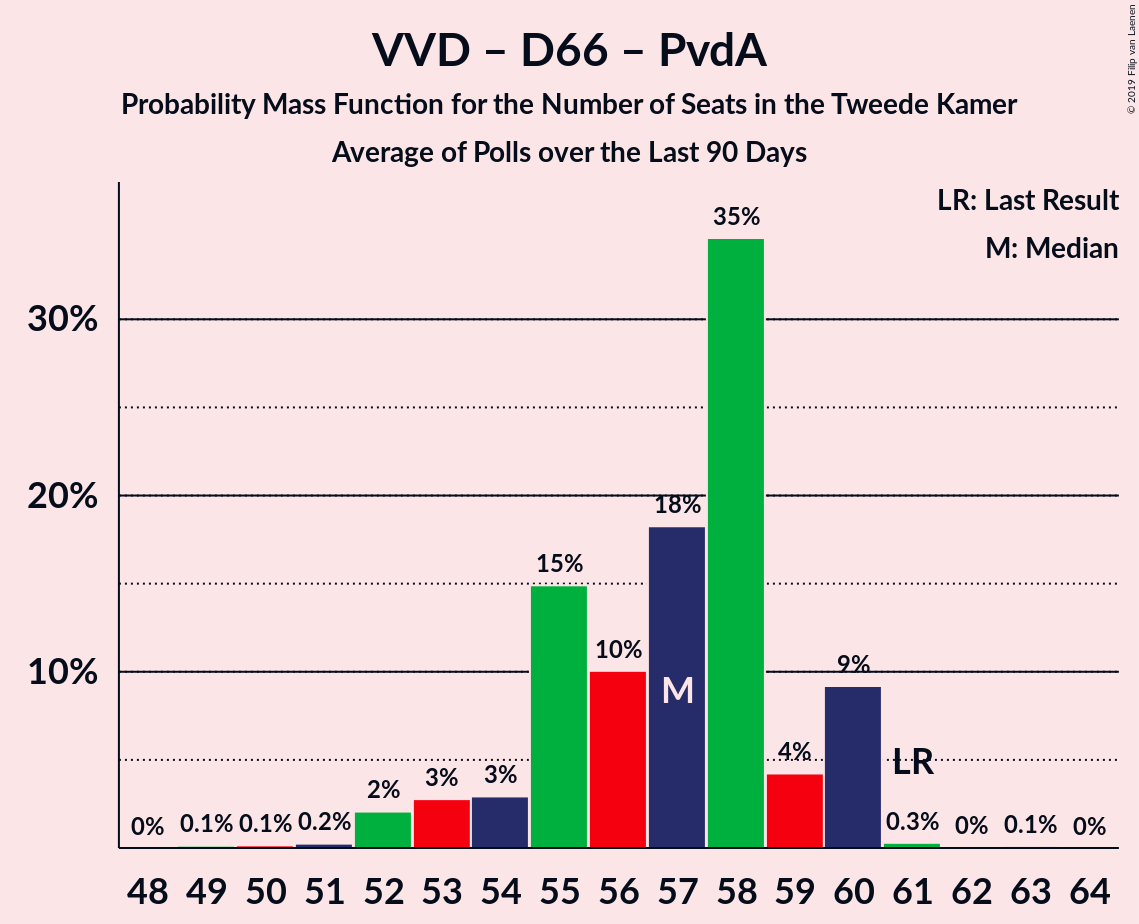 VVD – D66 – PvdA
Probability Mass Function for the Number of Seats in the Tweede Kamer
Average of Polls over the Last 90 Days
© 2019 Filip van Laenen
LR: Last Result
M: Median
30%
20%
10%
0%
0.1%
0.1%
0.2%
2%
3%
3%
15%
10%
18%
35%
4%
9%
0.3%
0%
0.1%
0%
M
LR
48 49 50 51 52 53 54 55 56 57 58 59 60 61 62 63 64